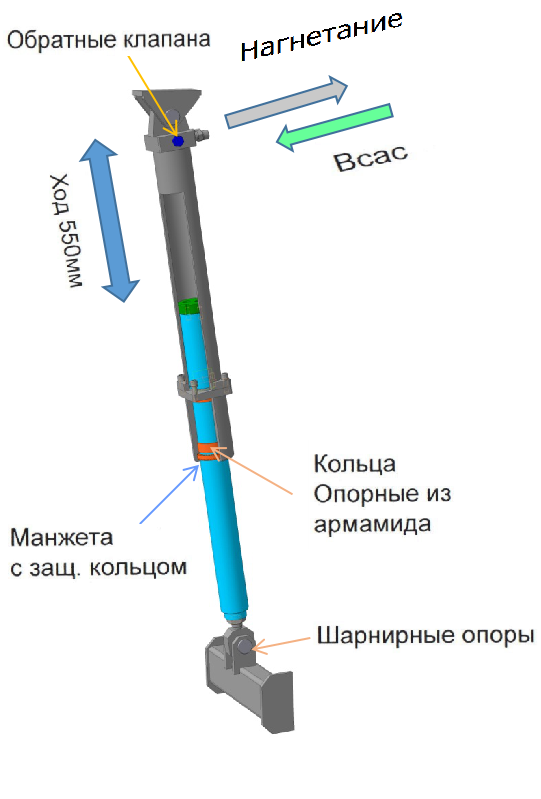 Обратные клапана
Нагнетание
Всас
Ход 550мм
Кольца
Опорные из
армамида
Манжета
с защ. кольцом
Шарнирные опоры